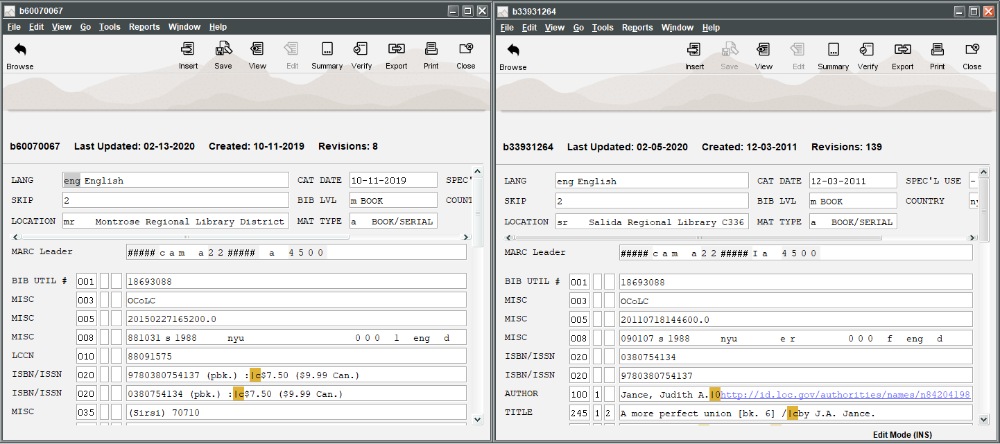 b60070067
File Edit View Go Tools Reports Window Help
Browse Insert Save View Edit Summary Verify Export Print Close
b60070067 Last Updated: 02-13-2020 Created: 10-11-2019 Revisions: 8
LANG eng English CAT DATE 10-11-2019 SPEC'
SKIP 2 BIB LVL m BOOK COUNT
LOCATION mr Montrose Regional Library District MAT TYPE a BOOK/SERIAL
MARC Leader ##### c a m a 2 2 ##### a 4 5 0 0
BIB UTIL # 001 18693088
MISC 003 OCoLC
MISC 005 20150227165200.0
MISC 008 881031 s 1988 nyu 0 0 0 1 eng d
LCCN 010 88091575
ISBN/ISSN 020 9780380754137 (pbk.) :|c$7.50 ($9.99 Can.)
ISBN/ISSN 020 0380754134 (pbk.) :|c$7.50 ($9.99 Can.)
MISC 035 (Sirsi) 70710
b33931264
File Edit View Go Tools Reports Window Help
Browse Insert Save View Edit Summary Verify Export Print Close
b33931264 Last Updated: 02-05-2020 Created: 12-03-2011 Revisions: 139
LANG eng English CAT DATE 12-03-2011 SPEC'L USE -
SKIP 2 BIB LVL m BOOK COUNTRY ny
LOCATION sr Salida Regional Library C336 MAT TYPE a BOOK/SERIAL
MARC Leader ##### c a m a 2 2 ##### I a 4 5 0 0
BIB UTIL # 001 18693088
MISC 003 OCoLC
MISC 005 20110718144600.0
MISC 008 090107 s 1988 nyu e r 0 0 0 f eng d
ISBN/ISSN 020 0380754134
ISBN/ISSN 020 9780380754137
AUTHOR 100 1 Jance, Judith A.|0http://id.loc.gov/authorities/names/n84204198
TITLE 245 1 2 A more perfect union [bk. 6] /|cby J.A. Jance.
Edit Mode (INS)